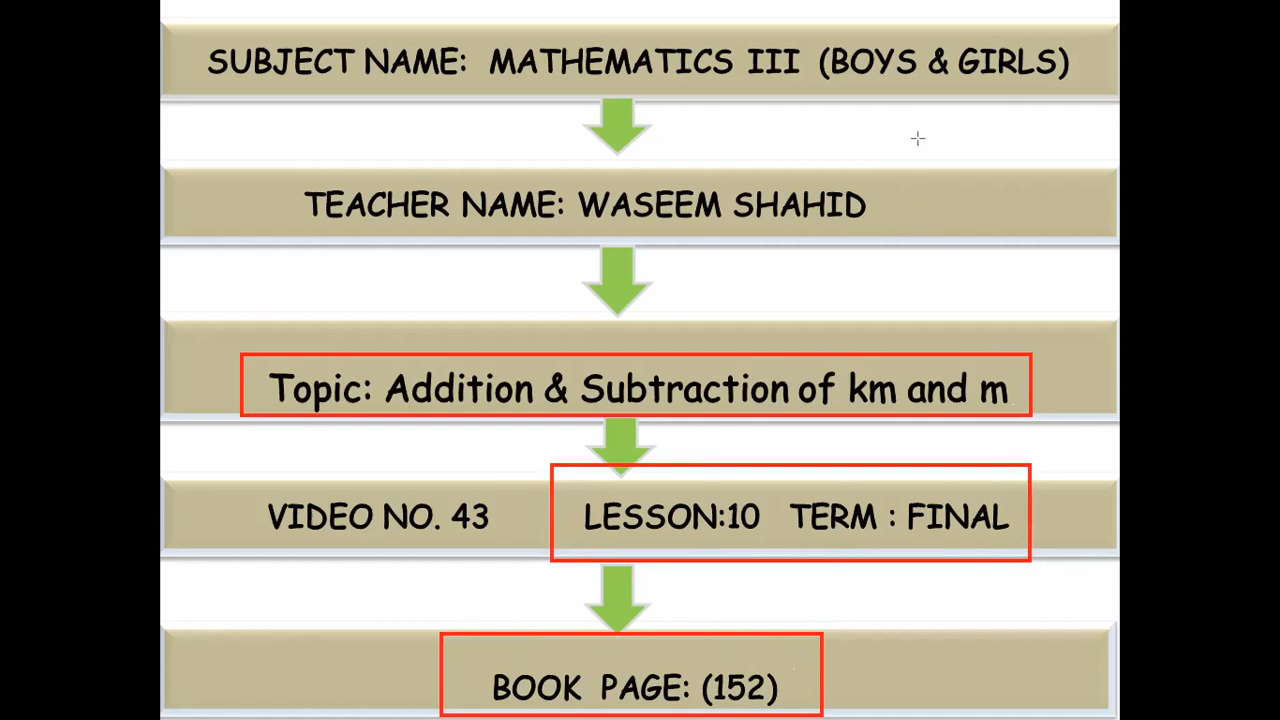 SUBJECT NAME: MATHEMATICS III (BOYS & GIRLS)
TEACHER NAME: WASEEM SHAHID
Topic: Addition & Subtraction of km and m
VIDEO NO. 43 LESSON:10 TERM : FINAL
BOOK PAGE: (152)